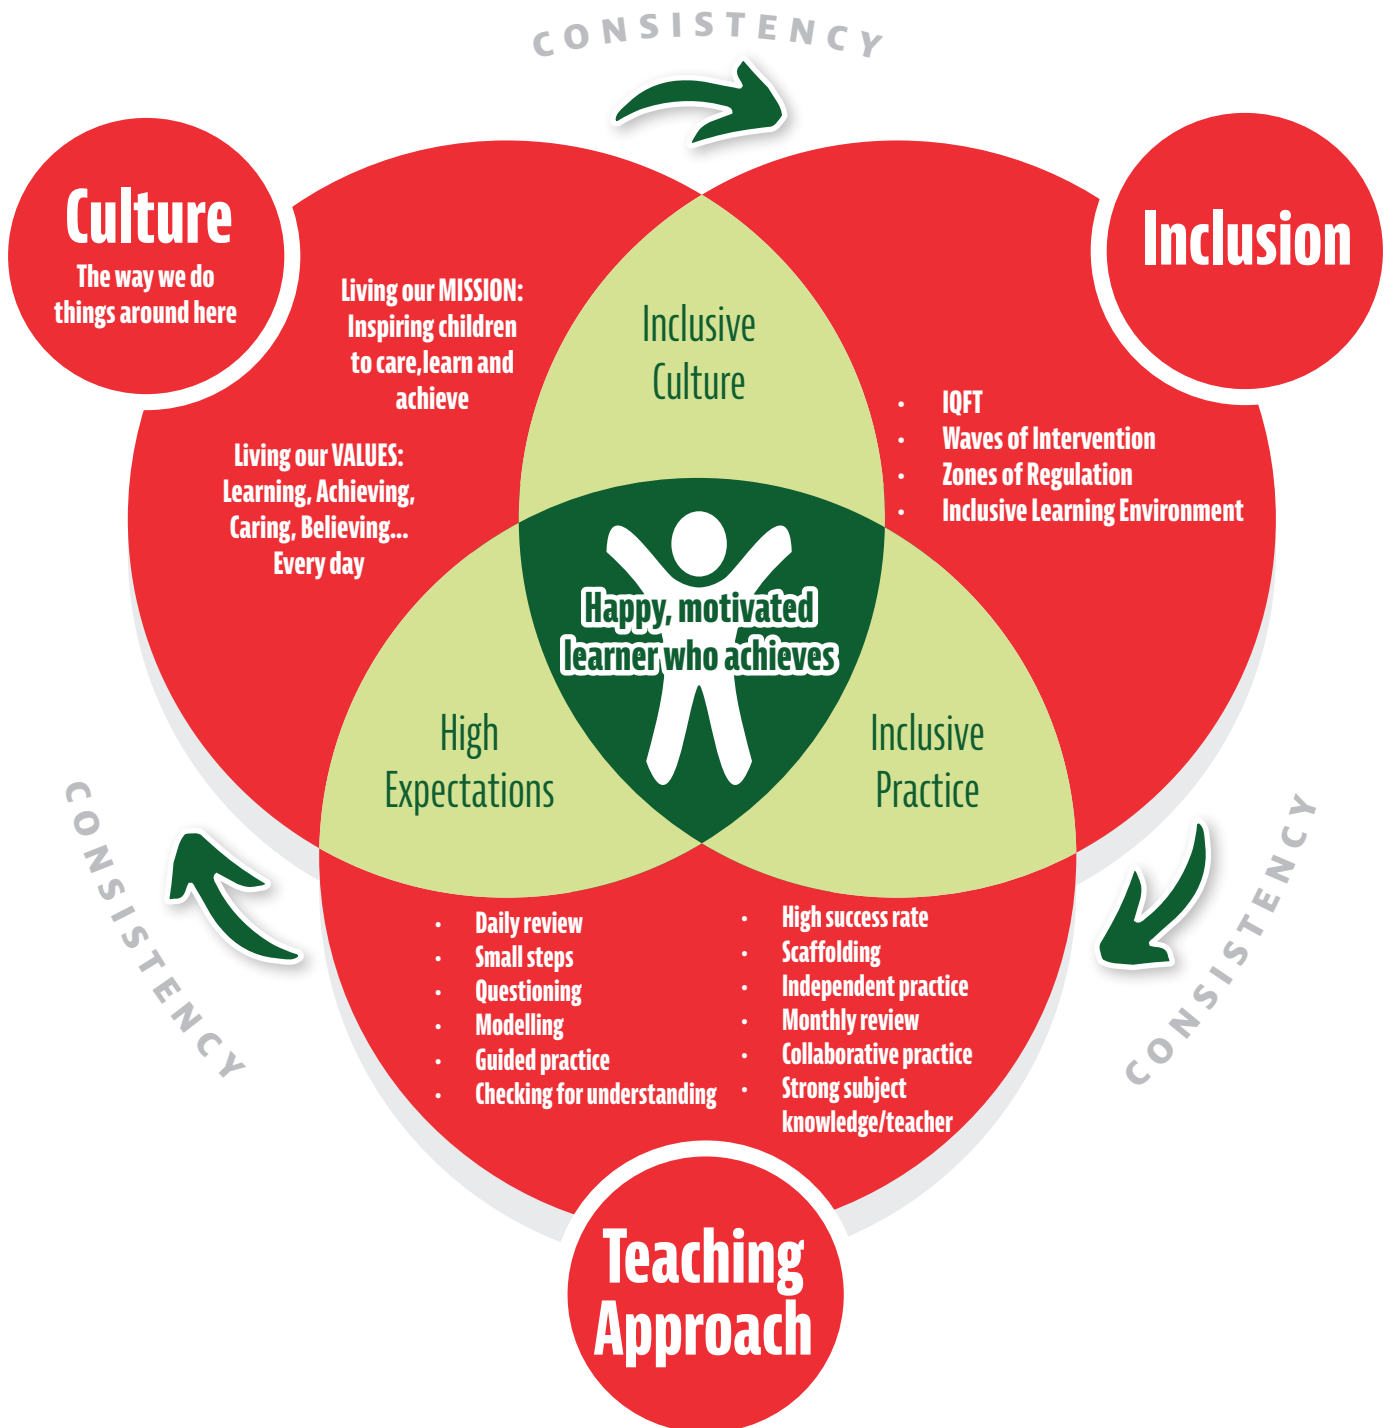 CONSISTENCY
Culture
The way we do
things around here
Inclusion
Living our MISSION:
Inspiring children
to care,learn and
achieve
Living our VALUES:
Learning, Achieving,
Caring, Believing...
Every day
Inclusive
Culture
• IQFT
• Waves of Intervention
• Zones of Regulation
• Inclusive Learning Environment
Happy, motivated
learner who achieves
High
Expectations
Inclusive
Practice
CONSISTENCY
CONSISTENCY
• Daily review
• Small steps
• Questioning
• Modelling
• Guided practice
• Checking for understanding
• High success rate
• Scaffolding
• Independent practice
• Monthly review
• Collaborative practice
• Strong subject
knowledge/teacher
Teaching
Approach